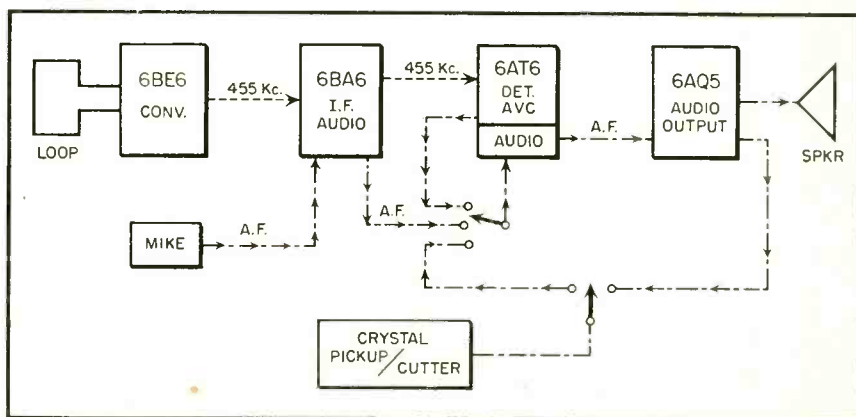 6BE6
CONV.
LOOP
455 Kc.
6BA6
I.F.
AUDIO
455 Kc.
6AT6
DET.
AVC
AUDIO
A.F.
6AQ5
AUDIO
OUTPUT
SPKR
MIKE
A.F.
A.F.
CRYSTAL
PICKUP/CUTTER